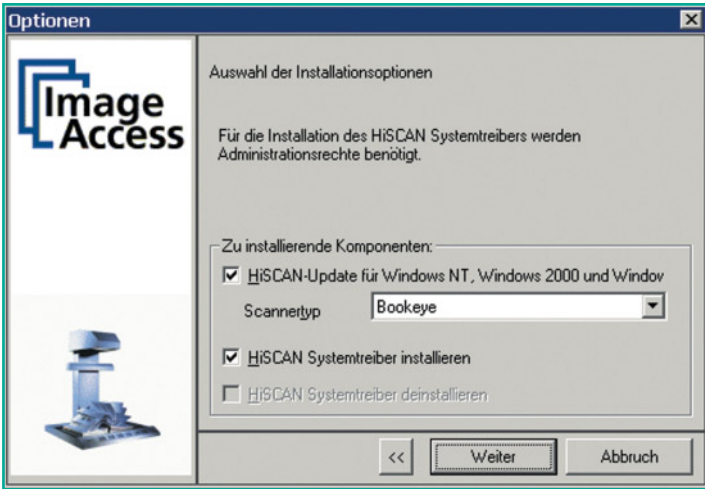 Optionen
Image
Access
Auswahl der Installationsoptionen
Für die Installation des HiSCAN Systemtreibers werden
Administrationsrechte benötigt.
Zu installierende Komponenten:
HiSCAN-Update für Windows NT, Windows 2000 und Window
Scannertyp
Bookeye
HiSCAN Systemtreiber installieren
HiSCAN Systemtreiber deinstallieren
<< Weiter Abbruch